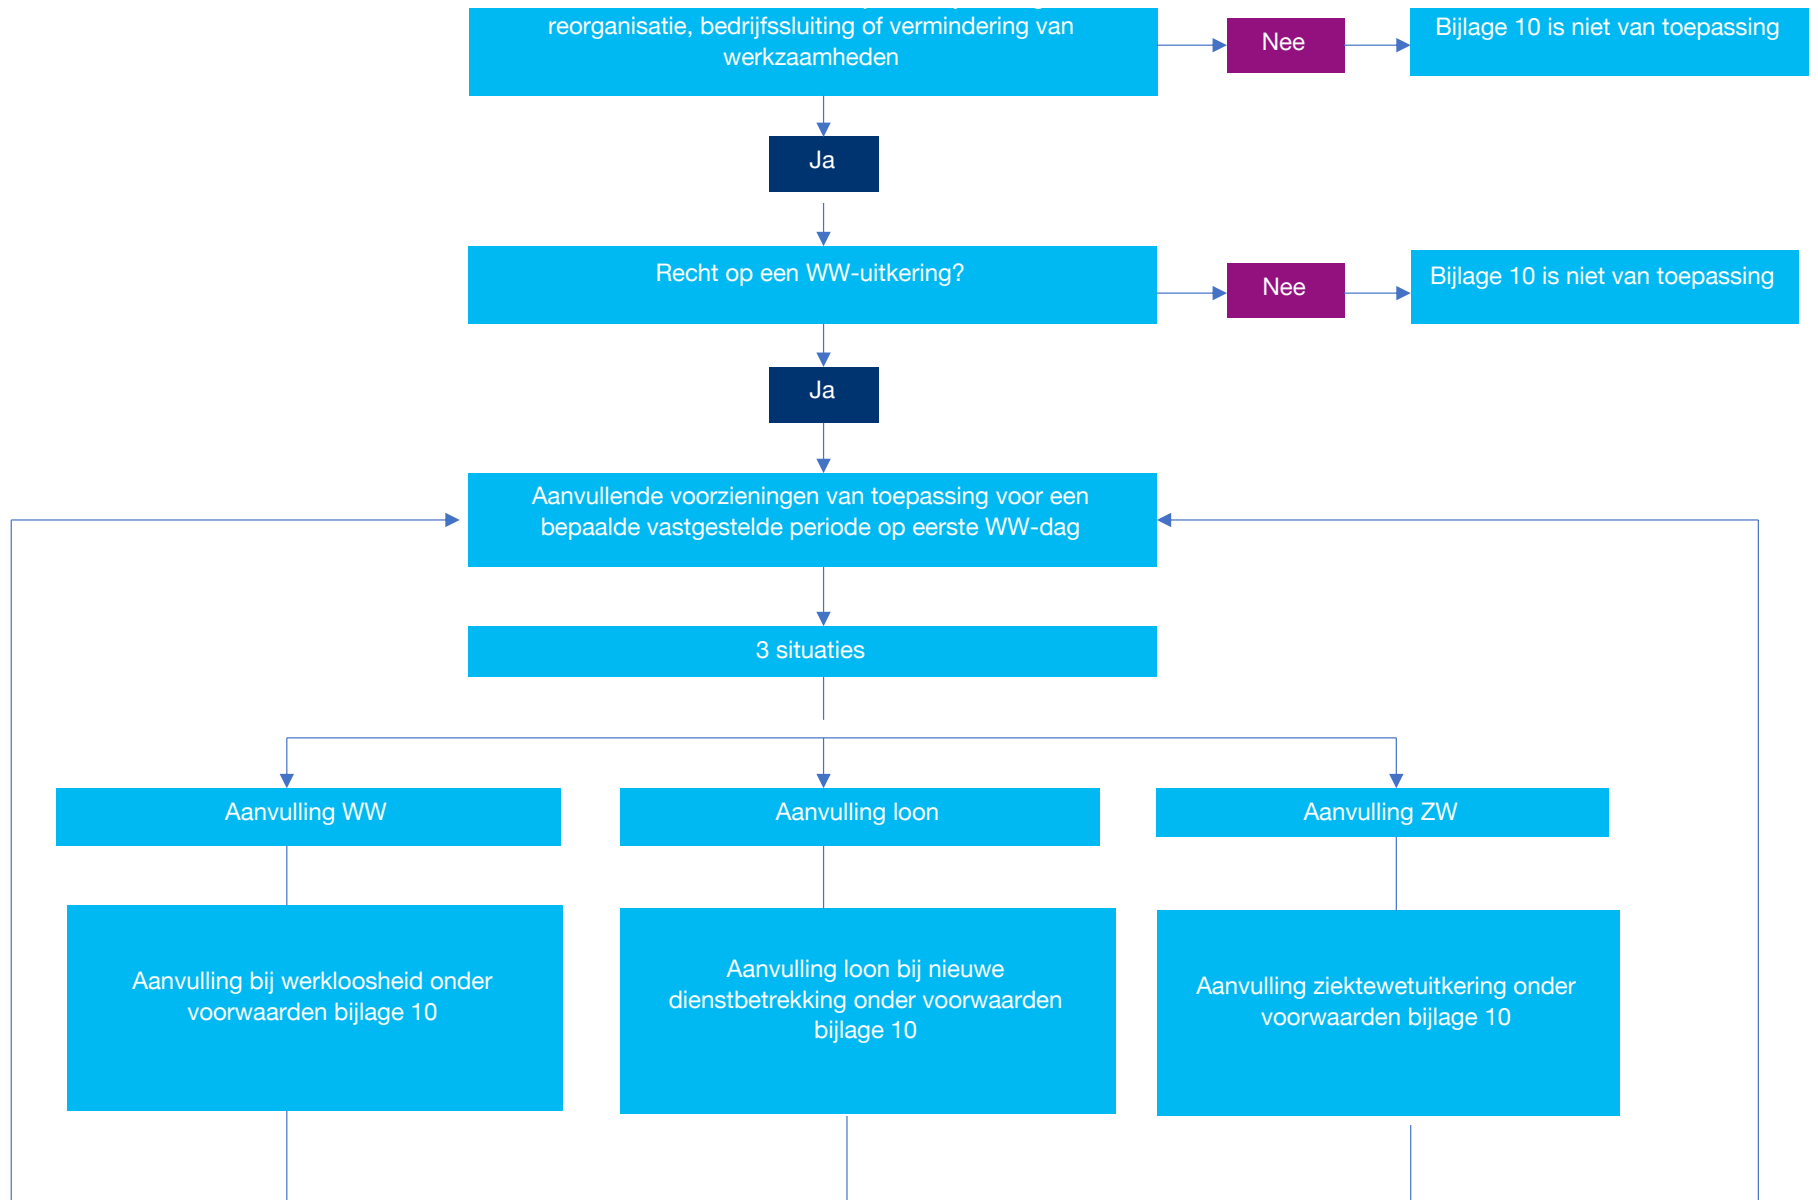 reorganisatie, bedrijfssluiting of vermindering van
werkzaamheden
Nee
Bijlage 10 is niet van toepassing
Ja
Recht op een WW-uitkering?
Nee
Bijlage 10 is niet van toepassing
Ja
Aanvullende voorzieningen van toepassing voor een
bepaalde vastgestelde periode op eerste WW-dag
3 situaties
Aanvulling WW
Aanvulling loon
Aanvulling ZW
Aanvulling bij werkloosheid onder
voorwaarden bijlage 10
Aanvulling loon bij nieuwe
dienstbetrekking onder voorwaarden
bijlage 10
Aanvulling ziektewetuitkering onder
voorwaarden bijlage 10